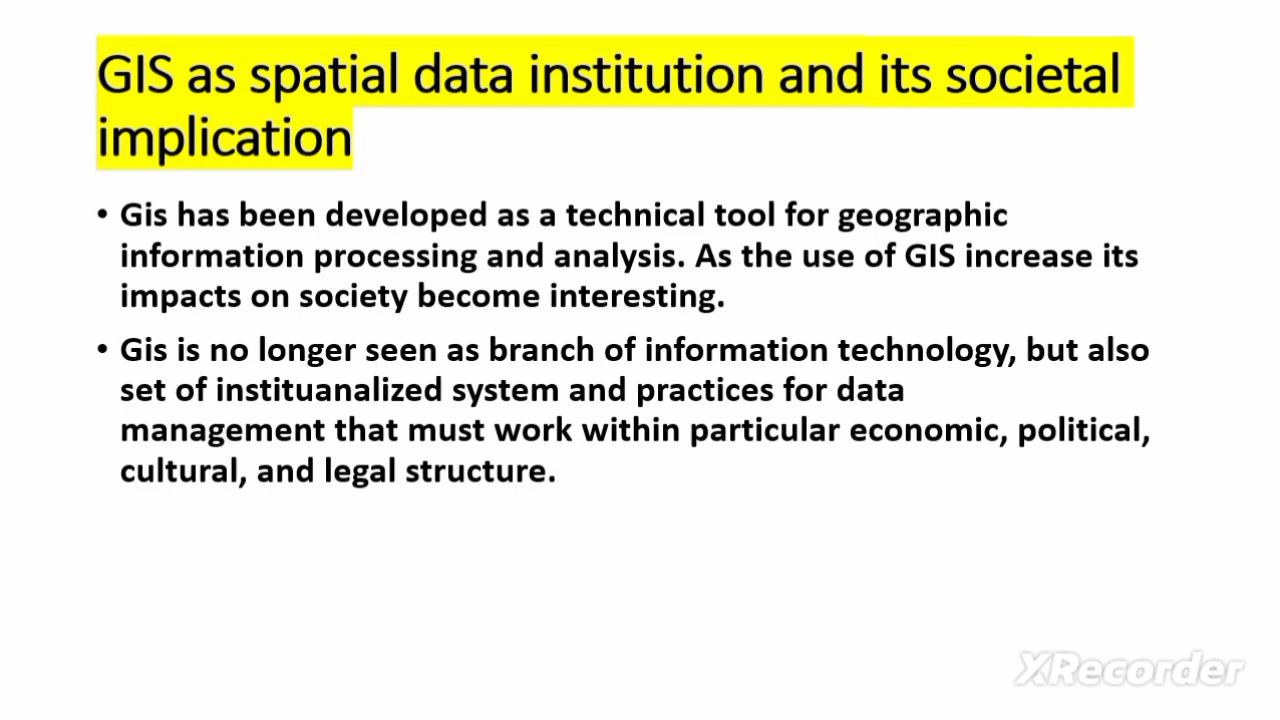 GIS as spatial data institution and its societal
implication
• Gis has been developed as a technical tool for geographic
information processing and analysis. As the use of GIS increase its
impacts on society become interesting.
• Gis is no longer seen as branch of information technology, but also
set of instituanalized system and practices for data
management that must work within particular economic, political,
cultural, and legal structure.
XRecorder